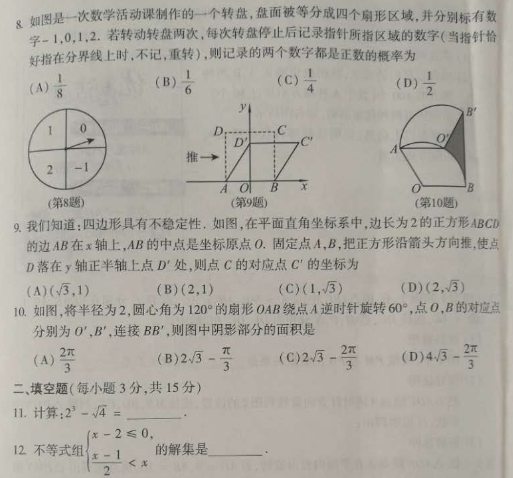 8. 如图是一次数学活动课制作的一个转盘,盘面被等分成四个扇形区域,并分别标有数
字-1,0,1,2. 若转动转盘两次,每次转盘停止后记录指针所指区域的数字(当指针恰
好指在分界线上时,不记,重转),则记录的两个数字都是正数的概率为
(A) 1/8 (B) 1/6 (C) 1/4 (D) 1/2
1 0
2 -1
(第8题)
推→
y
D D' C C'
A O B x
(第9题)
B'
A O'
O B
(第10题)
9. 我们知道:四边形具有不稳定性. 如图,在平面直角坐标系中,边长为2的正方形ABCD
的边AB在x轴上,AB的中点是坐标原点O. 固定点A,B,把正方形沿箭头方向推,使点
D落在y轴正半轴上点D'处,则点C的对应点C'的坐标为
(A)(√3,1) (B)(2,1) (C)(1,√3) (D)(2,√3)
10. 如图,将半径为2,圆心角为120°的扇形OAB绕点A逆时针旋转60°,点O,B的对应点
分别为O',B',连接BB',则图中阴影部分的面积是
(A) 2π/3 (B)2√3 - π/3 (C)2√3 - 2π/3 (D)4√3 - 2π/3
二、填空题(每小题3分,共15分)
11. 计算:2³ - √4 = ______.
12. 不等式组{x - 2 ≤ 0, (x - 1)/2 < x 的解集是______.